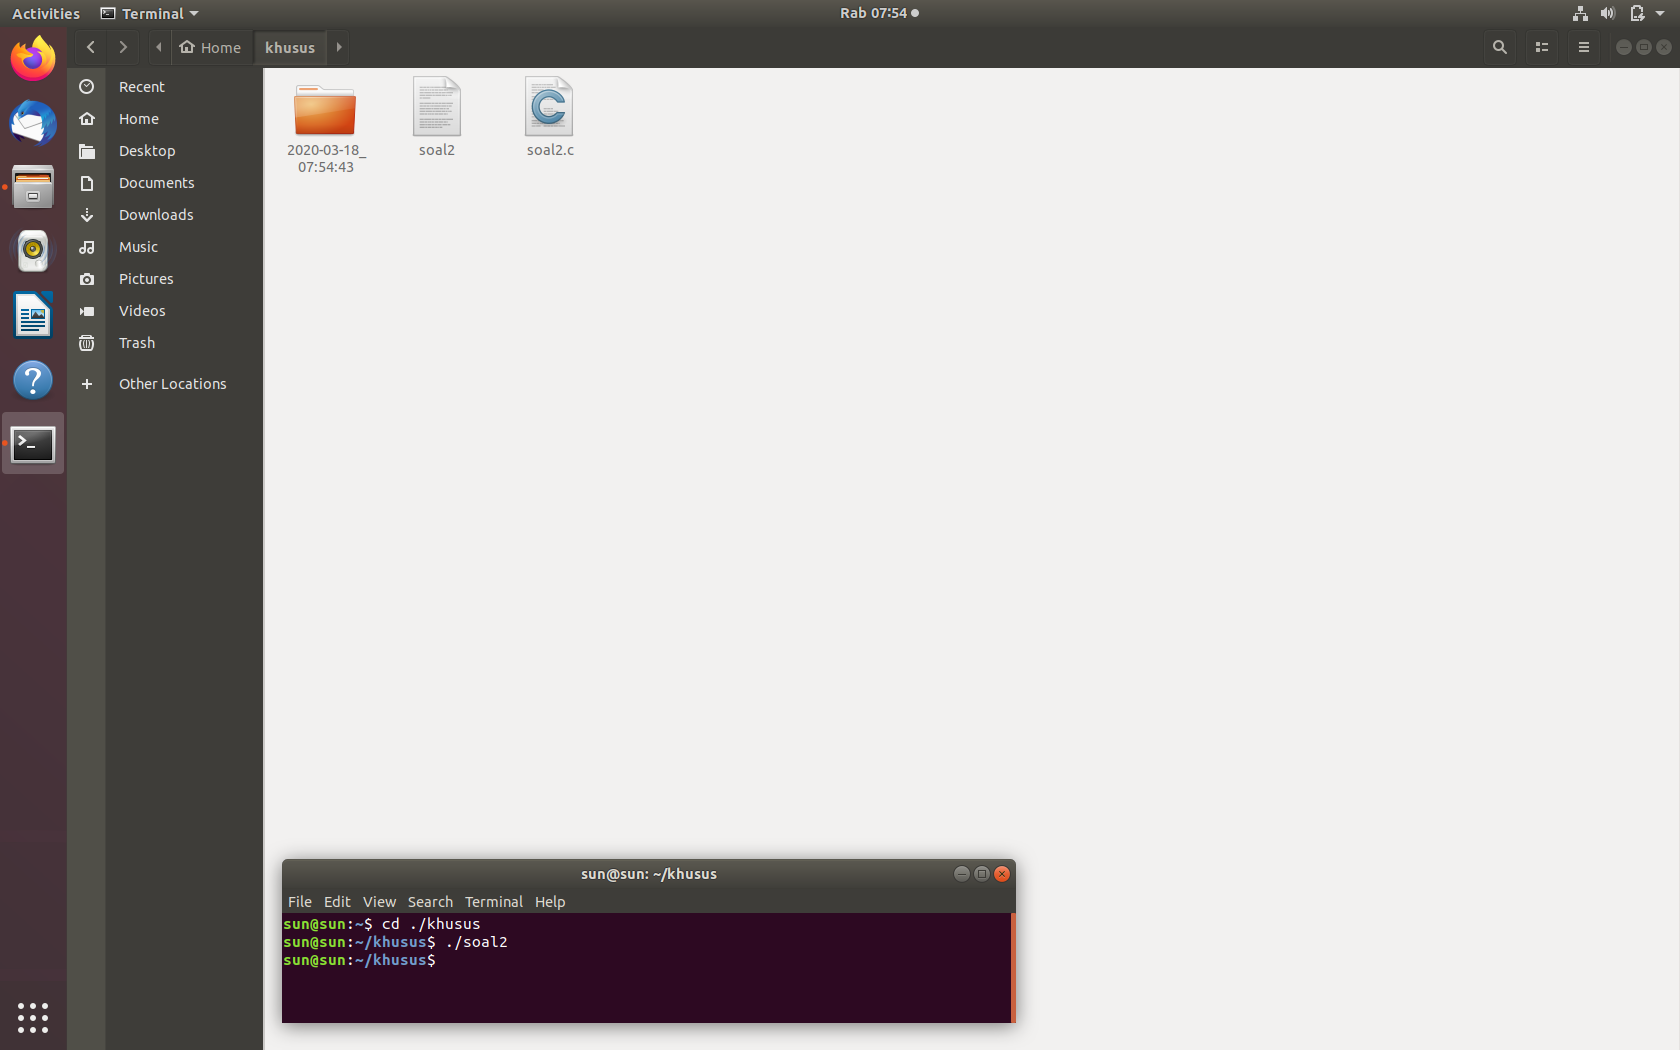 Activities
Terminal
Rab 07:54
Home
khusus
Recent
Home
Desktop
Documents
Downloads
Music
Pictures
Videos
Trash
Other Locations
2020-03-18_
07:54:43
soal2
soal2.c
sun@sun: ~/khusus
File Edit View Search Terminal Help
sun@sun:~$ cd ./khusus
sun@sun:~/khusus$ ./soal2
sun@sun:~/khusus$